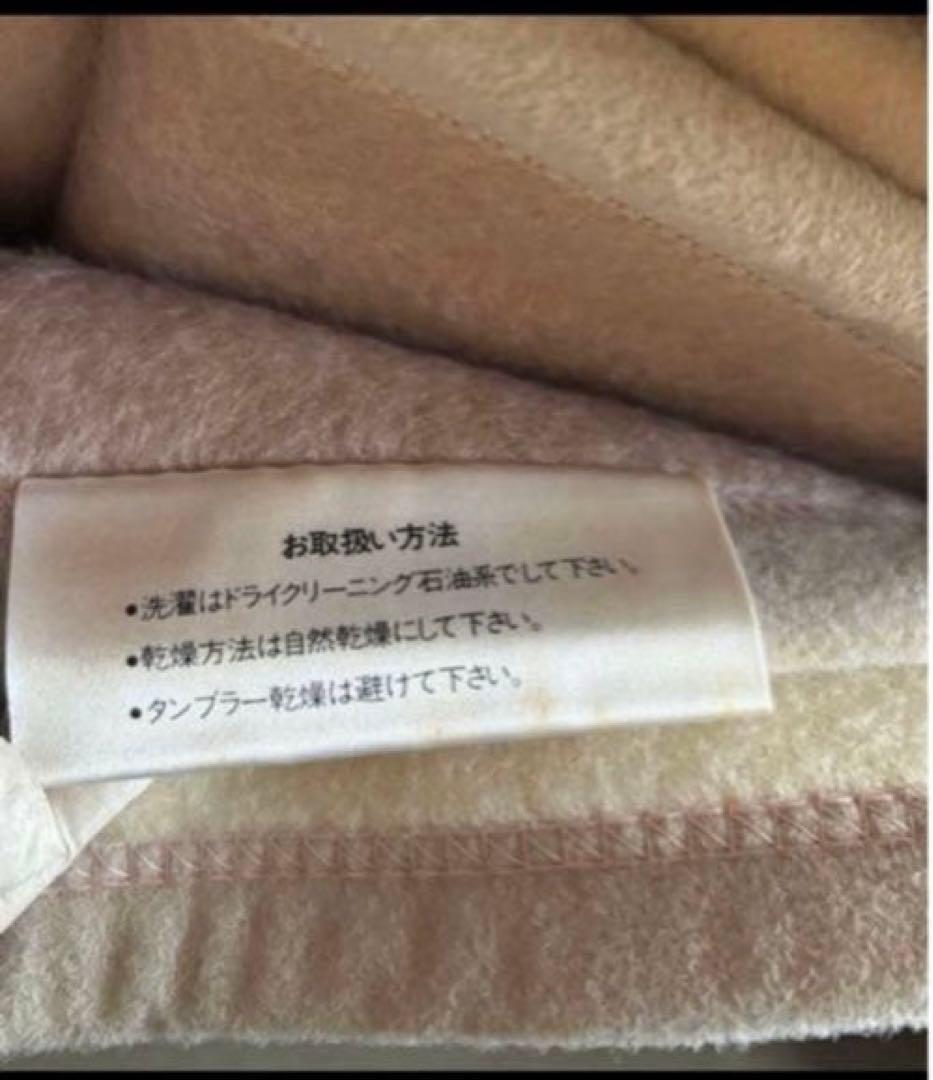 お取扱い方法
●洗濯はドライクリーニング石油系でして下さい。
●乾燥方法は自然乾燥にして下さい。
●タンブラー乾燥は避けて下さい。